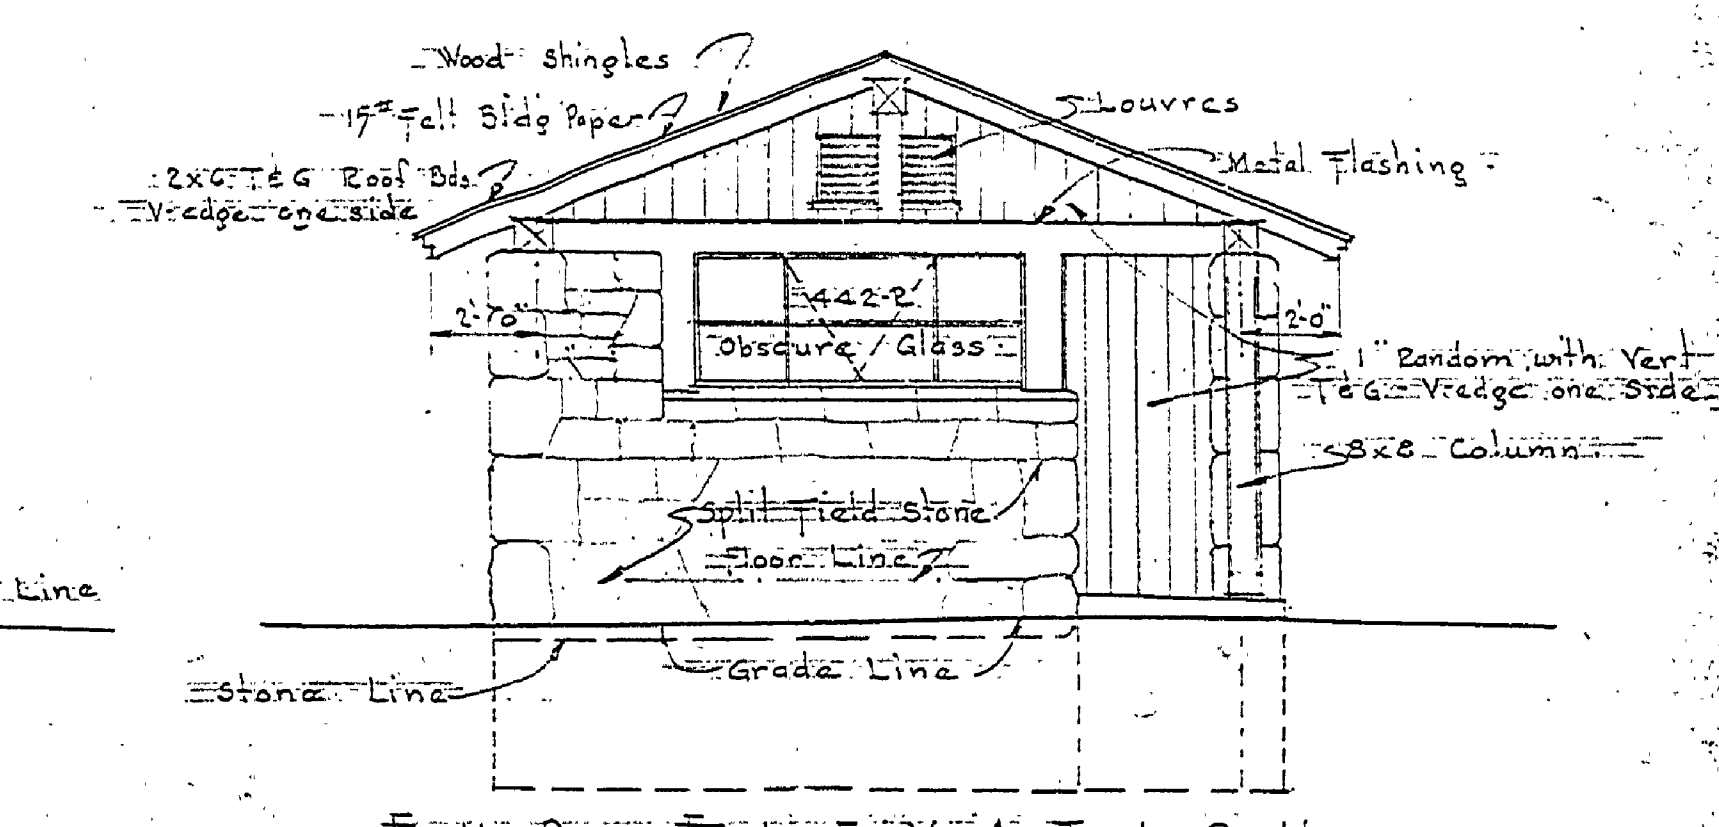 Wood Shingles
15# Felt Bldg Paper
2x6 T & G Roof Bds.
V-edge one side
Louvres
Metal Flashing
442-P
Obscure Glass
2'-0"
2'-0"
1" Random with Vert
T & G V-edge one Side
8x8 Column
Split Field Stone
Floor Line
Line
Grade Line
Stone Line